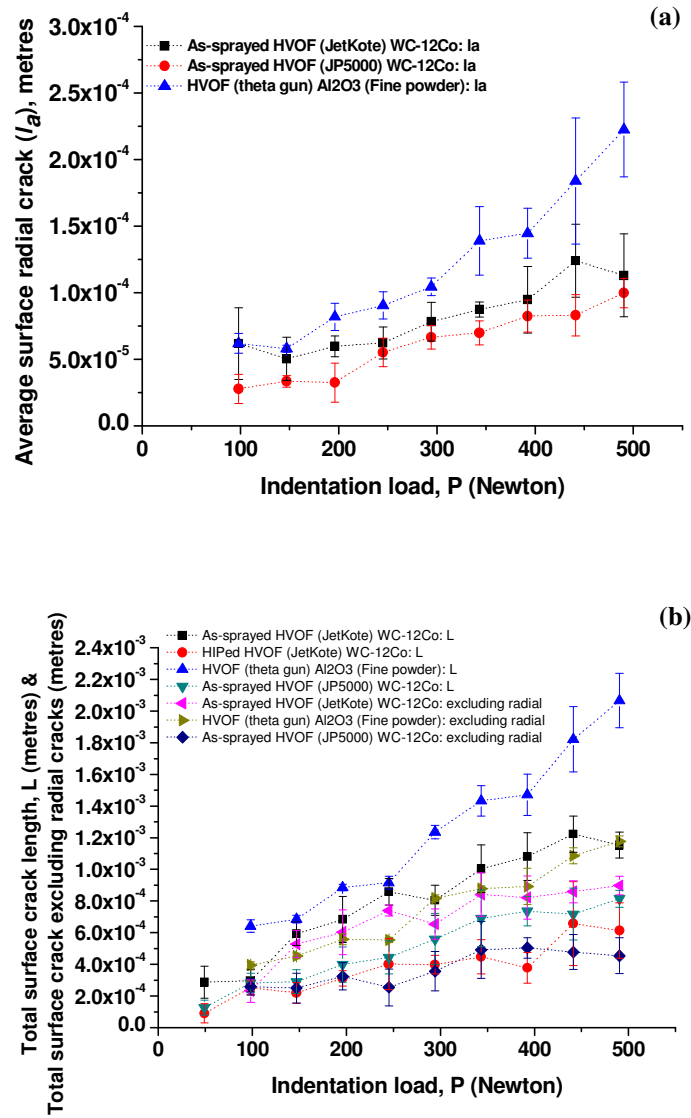 (a)
As-sprayed HVOF (JetKote) WC-12Co: la
As-sprayed HVOF (JP5000) WC-12Co: la
HVOF (theta gun) Al2O3 (Fine powder): la
Average surface radial crack (lₐ), metres
3.0x10⁻⁴
2.5x10⁻⁴
2.0x10⁻⁴
1.5x10⁻⁴
1.0x10⁻⁴
5.0x10⁻⁵
0.0
0 100 200 300 400 500
Indentation load, P (Newton)
(b)
As-sprayed HVOF (JetKote) WC-12Co: L
HIPed HVOF (JetKote) WC-12Co: L
HVOF (theta gun) Al2O3 (Fine powder): L
As-sprayed HVOF (JP5000) WC-12Co: L
As-sprayed HVOF (JetKote) WC-12Co: excluding radial
HVOF (theta gun) Al2O3 (Fine powder): excluding radial
As-sprayed HVOF (JP5000) WC-12Co: excluding radial
Total surface crack length, L (metres) &
Total surface crack excluding radial cracks (metres)
2.4x10⁻³
2.2x10⁻³
2.0x10⁻³
1.8x10⁻³
1.6x10⁻³
1.4x10⁻³
1.2x10⁻³
1.0x10⁻³
8.0x10⁻⁴
6.0x10⁻⁴
4.0x10⁻⁴
2.0x10⁻⁴
0.0
0 100 200 300 400 500
Indentation load, P (Newton)